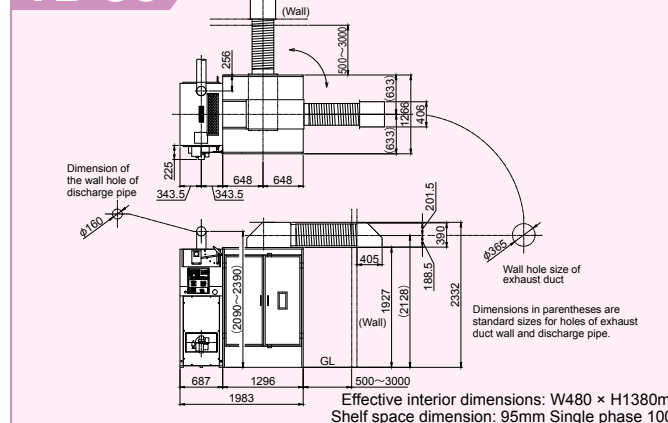 (Wall)
256
500～3000
(633)
1266
406
(633)
225
343.5
343.5
648
648
Dimension of
the wall hole of
discharge pipe
φ160
201.5
390
φ365
405
188.5
Wall hole size of
exhaust duct
(2090～2390)
1927
(Wall)
(2128)
2332
Dimensions in parentheses are
standard sizes for holes of exhaust
duct wall and discharge pipe.
GL
687
1296
500～3000
1983
Effective interior dimensions: W480 × H1380m
Shelf space dimension: 95mm Single phase 100